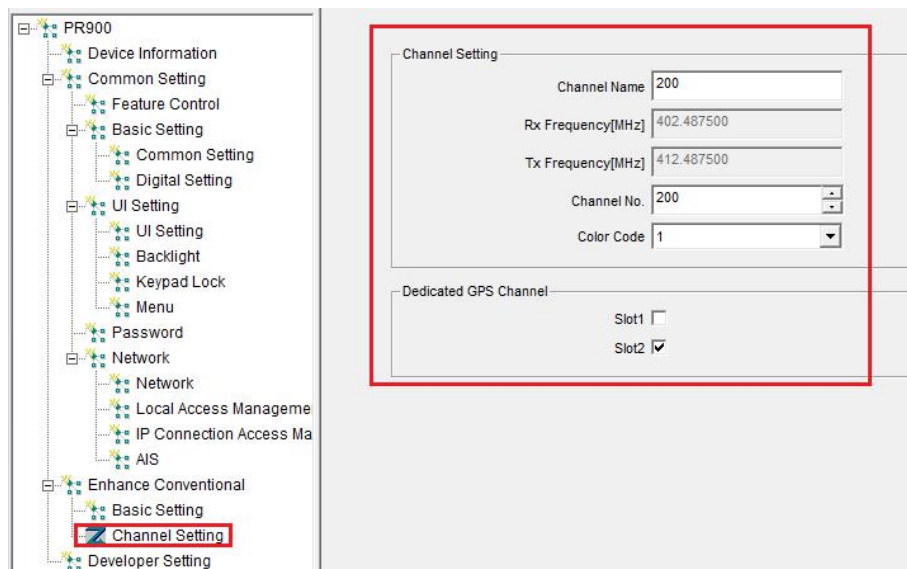 PR900
Device Information
Common Setting
Feature Control
Basic Setting
Common Setting
Digital Setting
UI Setting
UI Setting
Backlight
Keypad Lock
Menu
Password
Network
Network
Local Access Manageme
IP Connection Access Ma
AIS
Enhance Conventional
Basic Setting
Channel Setting
Developer Setting
Channel Setting
Channel Name 200
Rx Frequency[MHz] 402.487500
Tx Frequency[MHz] 412.487500
Channel No. 200
Color Code 1
Dedicated GPS Channel
Slot1
Slot2